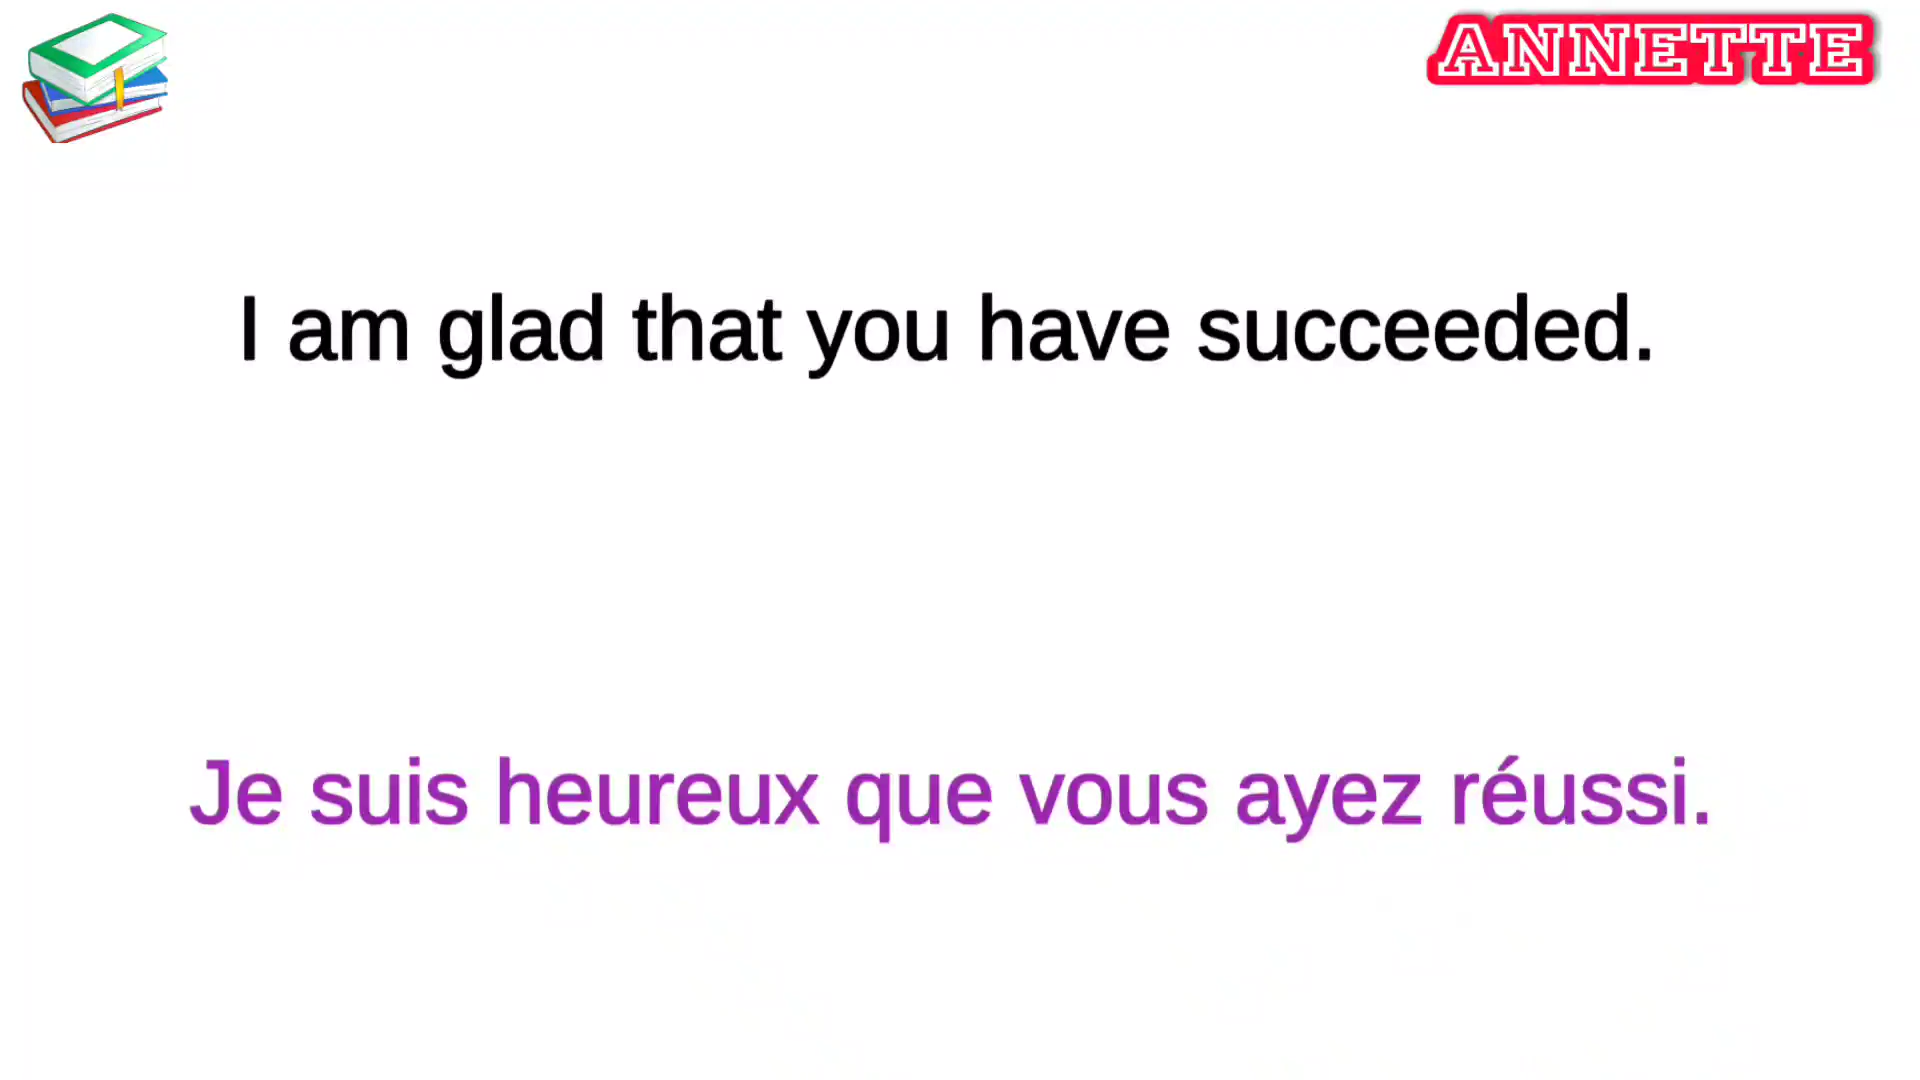 ANNETTE
I am glad that you have succeeded.
Je suis heureux que vous ayez réussi.